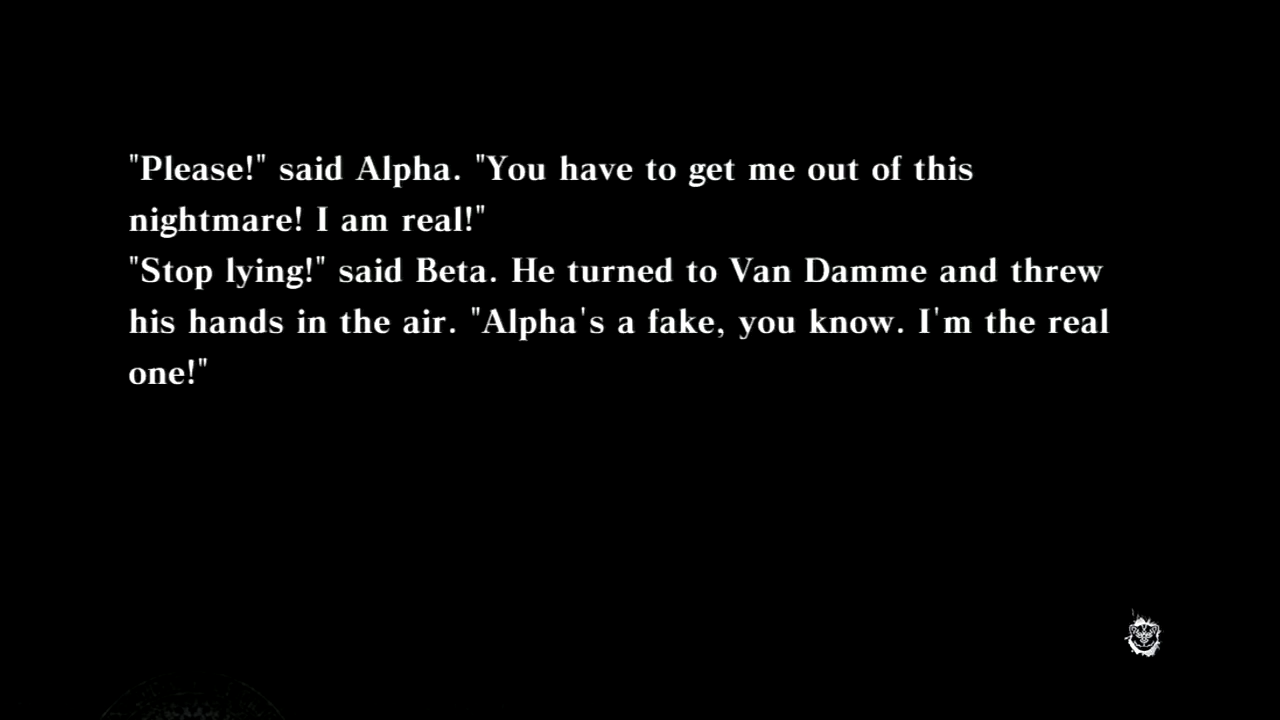 "Please!" said Alpha. "You have to get me out of this
nightmare! I am real!"
"Stop lying!" said Beta. He turned to Van Damme and threw
his hands in the air. "Alpha's a fake, you know. I'm the real
one!"